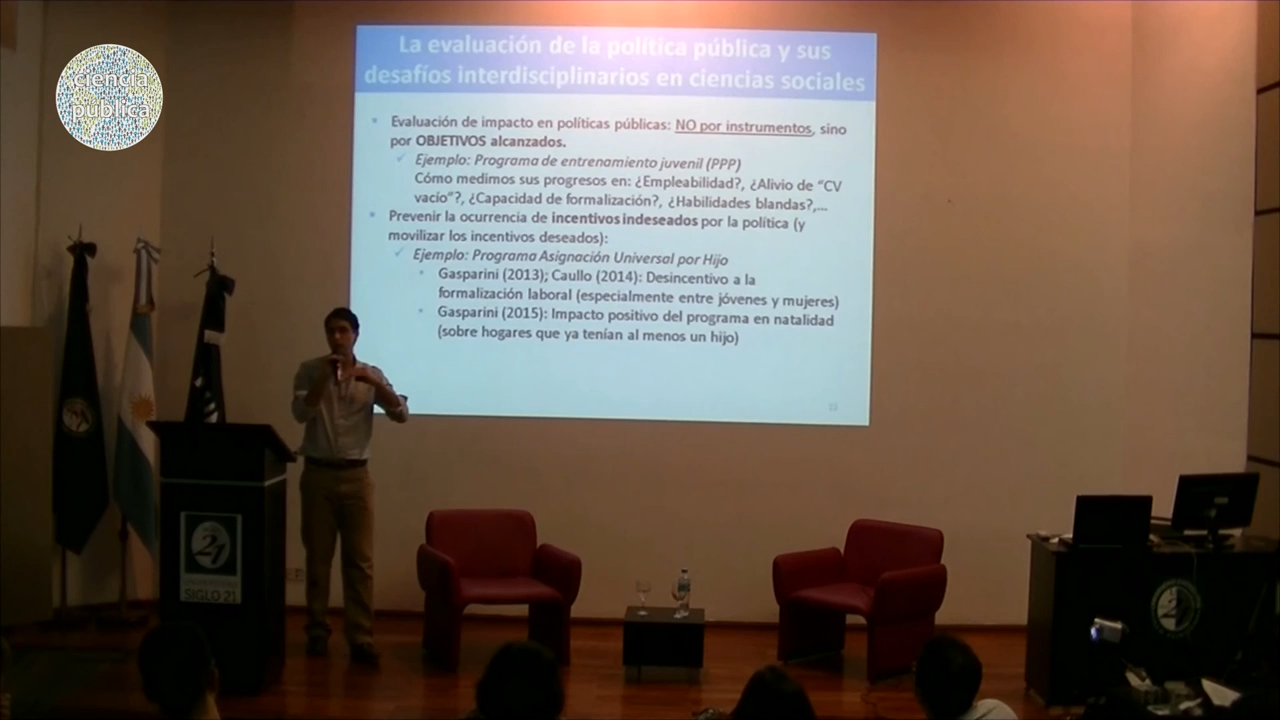 ciencia
pública
La evaluación de la política pública y sus
desafíos interdisciplinarios en ciencias sociales
Evaluación de impacto en políticas públicas: NO por instrumentos, sino
por OBJETIVOS alcanzados.
Ejemplo: Programa de entrenamiento juvenil (PPP)
Cómo medimos sus progresos en: ¿Empleabilidad?, ¿Alivio de “CV
vacío”?, ¿Capacidad de formalización?, ¿Habilidades blandas?,...
Prevenir la ocurrencia de incentivos indeseados por la política (y
movilizar los incentivos deseados):
Ejemplo: Programa Asignación Universal por Hijo
Gasparini (2013); Caullo (2014): Desincentivo a la
formalización laboral (especialmente entre jóvenes y mujeres)
Gasparini (2015): Impacto positivo del programa en natalidad
(sobre hogares que ya tenían al menos un hijo)
21
UNIVERSIDAD
SIGLO 21